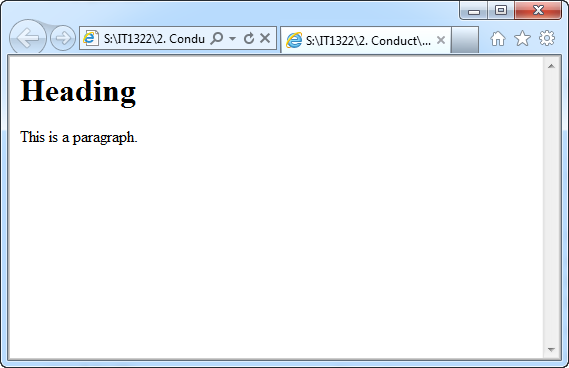 S:\IT1322\2. Condu
S:\IT1322\2. Conduct\...
Heading
This is a paragraph.